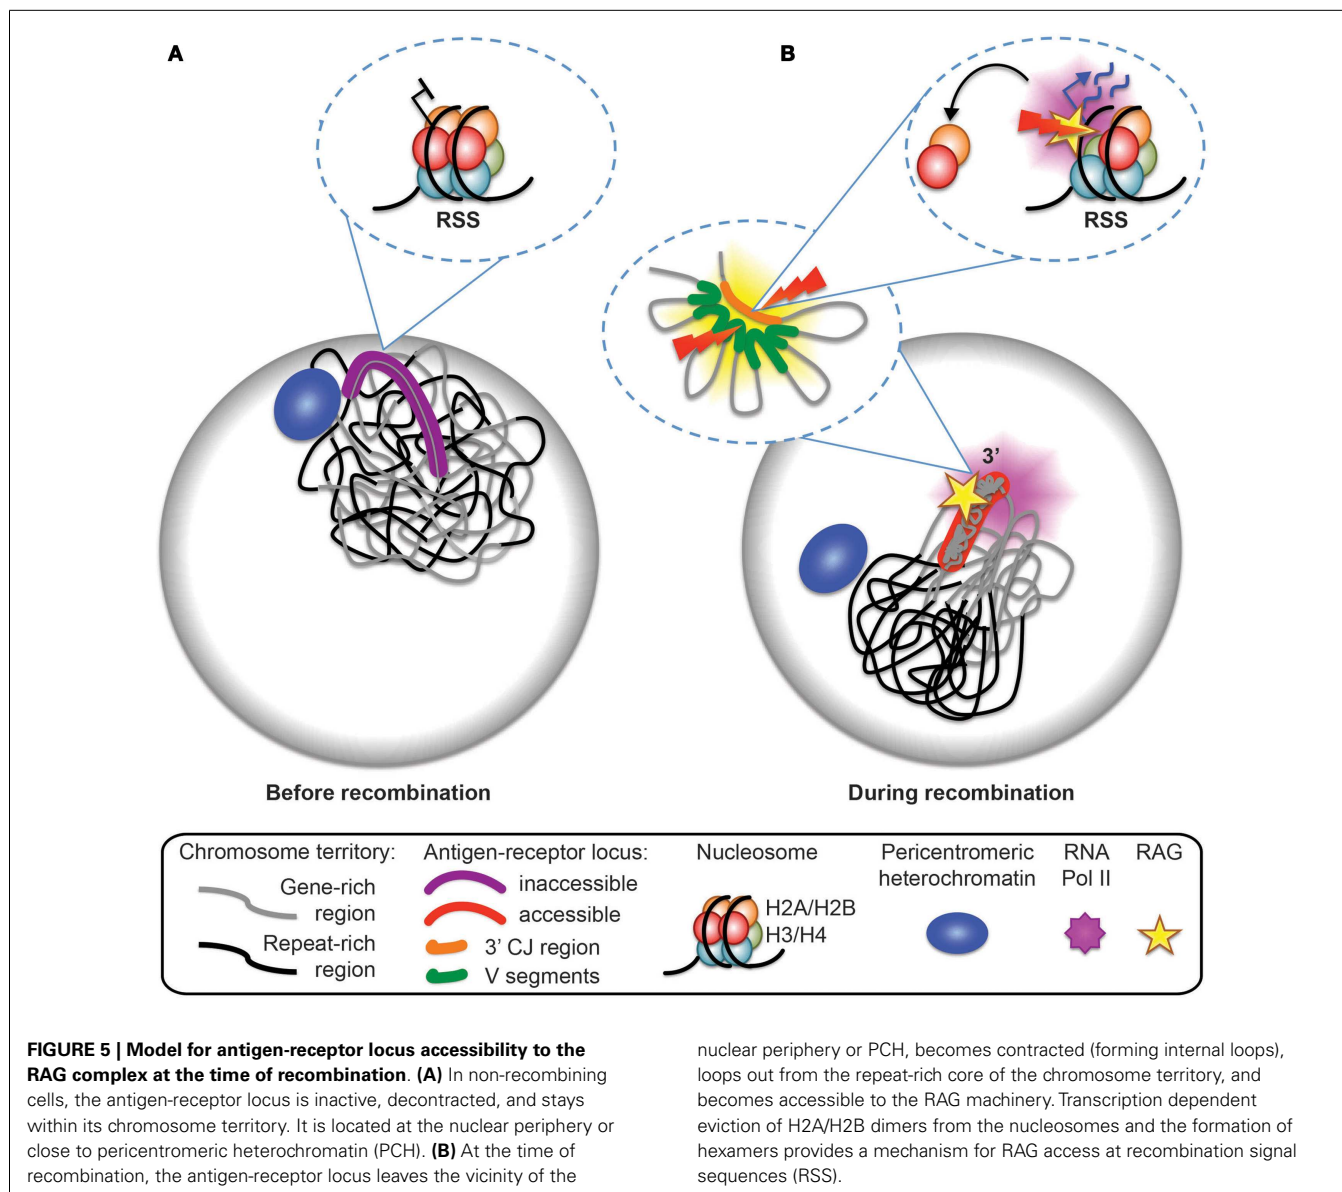 A
B
RSS
RSS
3’
Before recombination
During recombination
Chromosome territory:
Gene-rich
region
Repeat-rich
region
Antigen-receptor locus:
inaccessible
accessible
3’ CJ region
V segments
Nucleosome
H2A/H2B
H3/H4
Pericentromeric
heterochromatin
RNA
Pol II
RAG
FIGURE 5 | Model for antigen-receptor locus accessibility to the
RAG complex at the time of recombination. (A) In non-recombining
cells, the antigen-receptor locus is inactive, decontracted, and stays
within its chromosome territory. It is located at the nuclear periphery or
close to pericentromeric heterochromatin (PCH). (B) At the time of
recombination, the antigen-receptor locus leaves the vicinity of the
nuclear periphery or PCH, becomes contracted (forming internal loops),
loops out from the repeat-rich core of the chromosome territory, and
becomes accessible to the RAG machinery. Transcription dependent
eviction of H2A/H2B dimers from the nucleosomes and the formation of
hexamers provides a mechanism for RAG access at recombination signal
sequences (RSS).